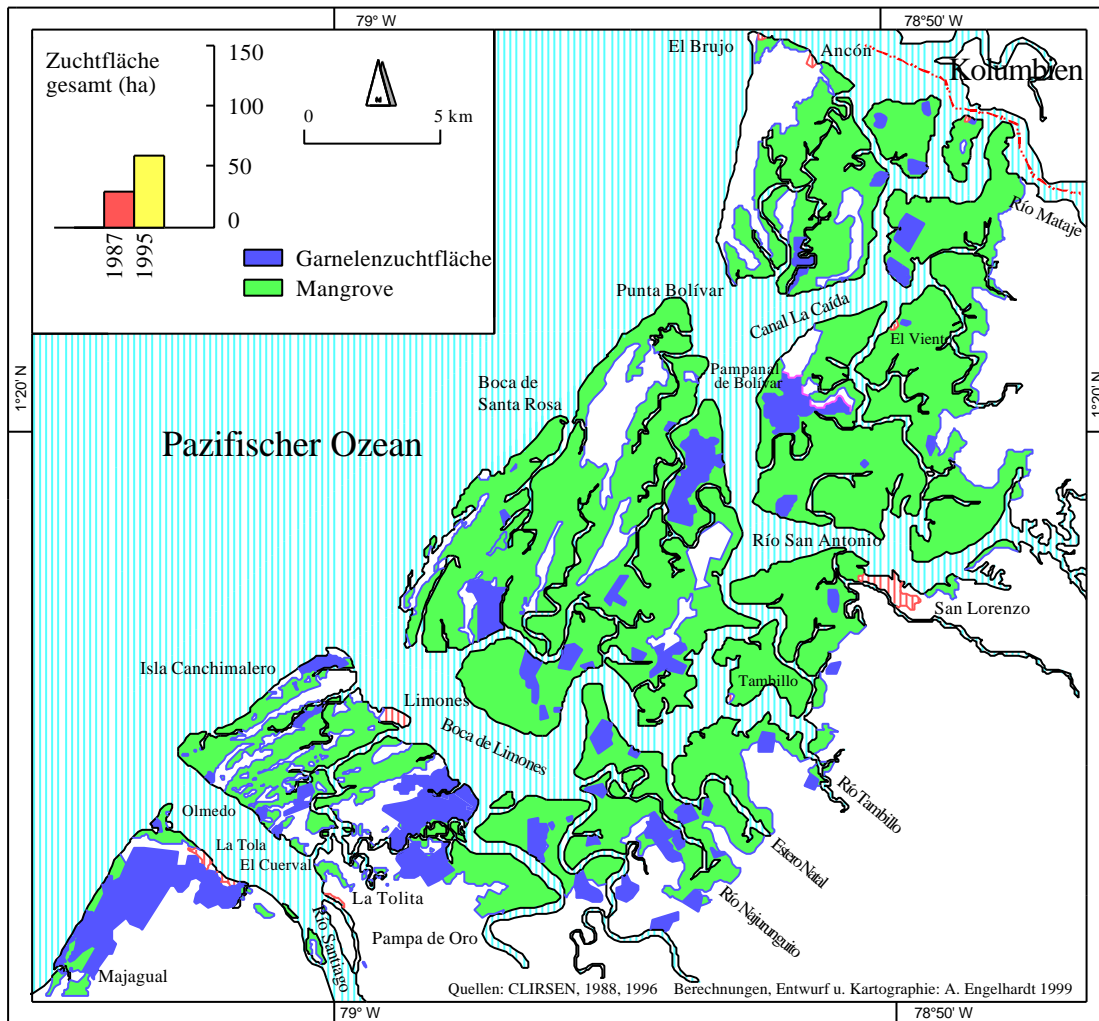 79° W
78° 50' W
Zuchtfläche
gesamt (ha)
150
100
50
0
1987
1995
N
0
5 km
Garnelenzuchtfläche
Mangrove
El Brujo
Ancón
Kolumbien
Río Mataje
Punta Bolívar
Canal La Caída
El Viento
Pampanal
de Bolívar
Boca de
Santa Rosa
1°20' N
1°20' N
Pazifischer Ozean
Río San Antonio
San Lorenzo
Isla Canchimalero
Limones
Tambillo
Boca de Limones
Río Tambillo
Olmedo
La Tola
El Cuerval
Estero Natal
La Tolita
Río Najurunguito
Río Santiago
Pampa de Oro
Majagual
Quellen: CLIRSEN, 1988, 1996 Berechnungen, Entwurf u. Kartographie: A. Engelhardt 1999
79° W
78° 50' W